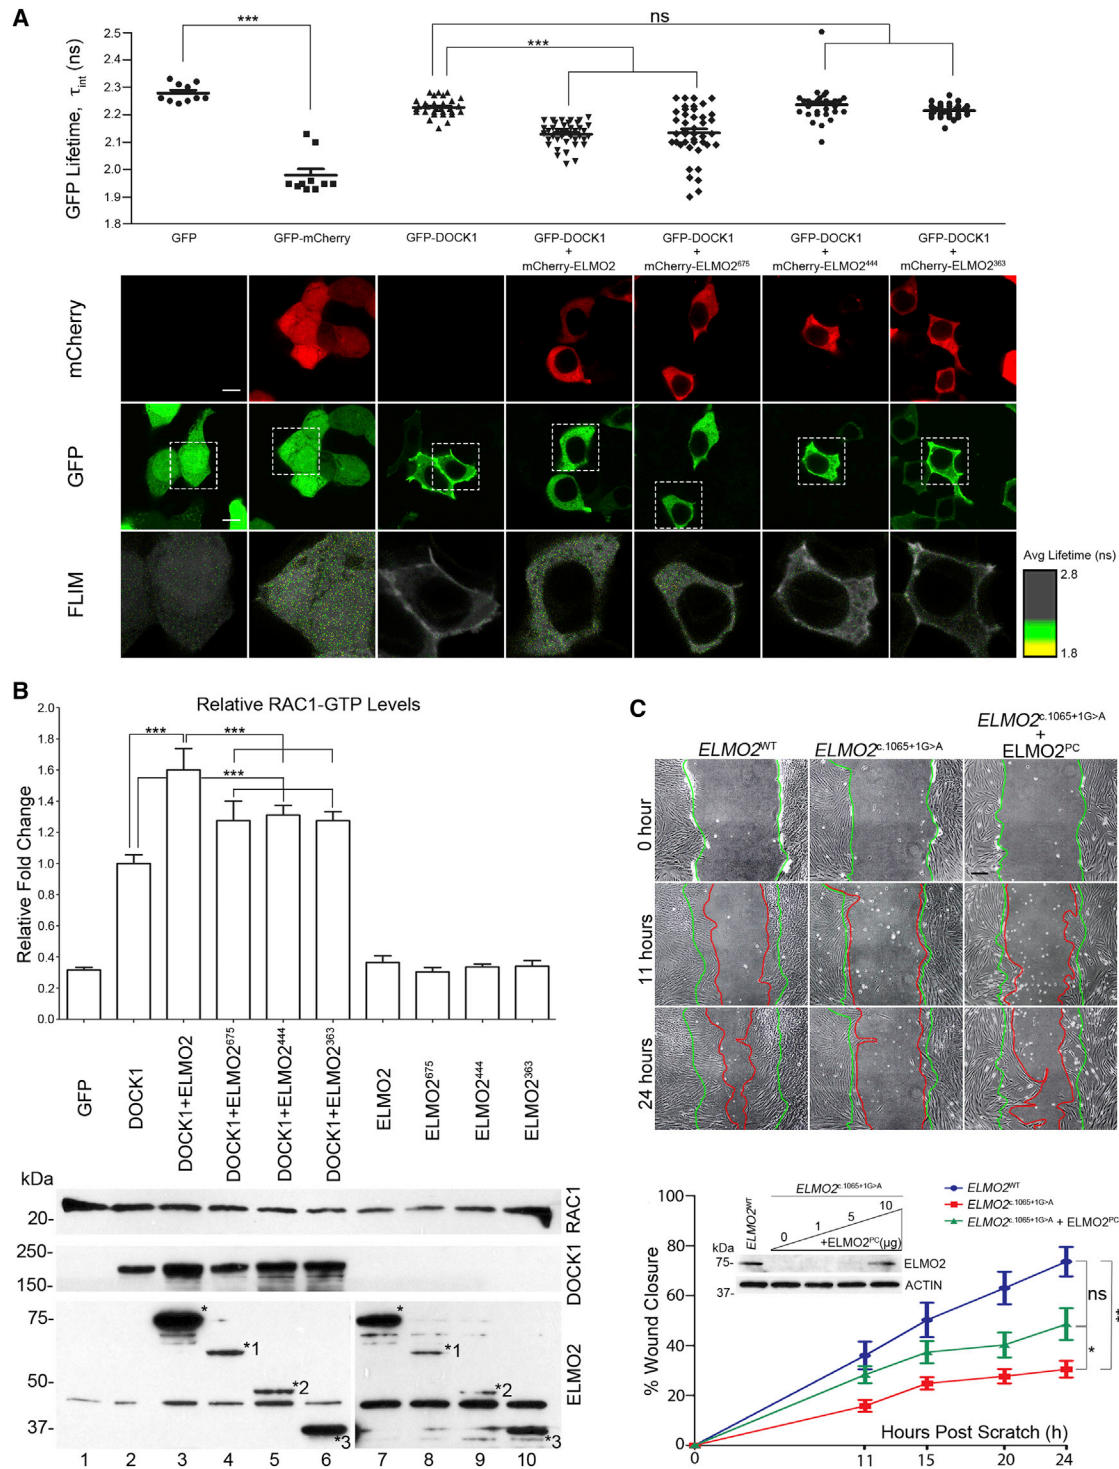 A
GFP Lifetime, τint (ns)
2.5
2.4
2.3
2.2
2.1
2.0
1.9
1.8
***
***
ns
GFP
GFP-mCherry
GFP-DOCK1
GFP-DOCK1
+
mCherry-ELMO2
GFP-DOCK1
+
mCherry-ELMO2675
GFP-DOCK1
+
mCherry-ELMO2444
GFP-DOCK1
+
mCherry-ELMO2363
mCherry
GFP
FLIM
Avg Lifetime (ns)
2.8
1.8
B
Relative RAC1-GTP Levels
Relative Fold Change
2.0
1.8
1.6
1.4
1.2
1.0
0.8
0.6
0.4
0.2
0.0
***
***
***
GFP
DOCK1
DOCK1+ELMO2
DOCK1+ELMO2675
DOCK1+ELMO2444
DOCK1+ELMO2363
ELMO2
ELMO2675
ELMO2444
ELMO2363
kDa
20-
RAC1
250-
150-
DOCK1
75-
50-
37-
*
*1
*2
*3
*
*1
*2
*3
ELMO2
1 2 3 4 5 6 7 8 9 10
C
ELMO2WT
ELMO2c.1065+1G>A
ELMO2c.1065+1G>A
+
ELMO2PC
0 hour
11 hours
24 hours
% Wound Closure
100
80
60
40
20
0
0 11 15 20 24
Hours Post Scratch (h)
ELMO2WT
ELMO2c.1065+1G>A
ELMO2c.1065+1G>A + ELMO2PC
ELMO2WT
ELMO2c.1065+1G>A
0 1 5 10
+ELMO2PC(µg)
kDa
75-
ELMO2
ACTIN
37-
ns
*
**